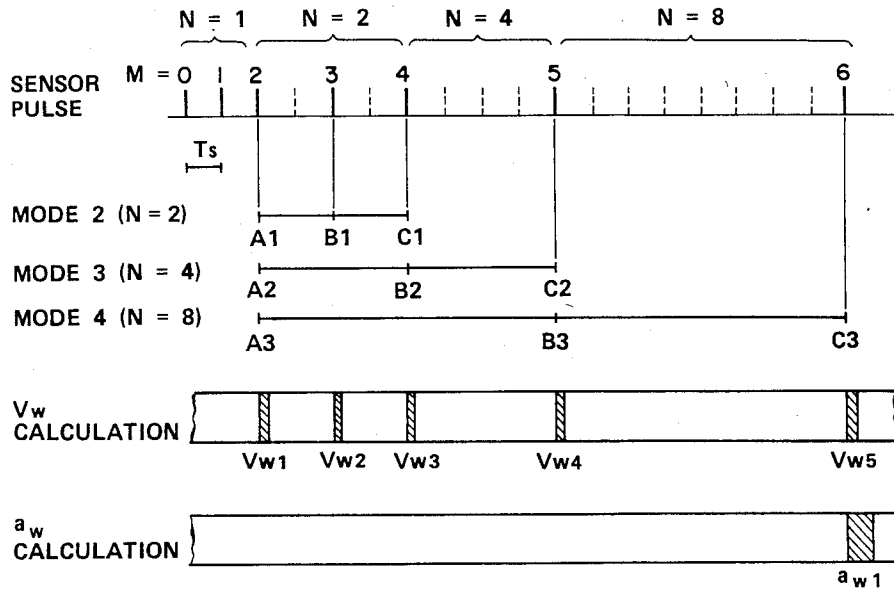 N = 1 N = 2 N = 4 N = 8
SENSOR PULSE M = 0 1 2 3 4 5 6
Ts
MODE 2 (N = 2)
A1 B1 C1
MODE 3 (N = 4)
A2 B2 C2
MODE 4 (N = 8)
A3 B3 C3
Vw CALCULATION
Vw1 Vw2 Vw3 Vw4 Vw5
aw CALCULATION
aw1